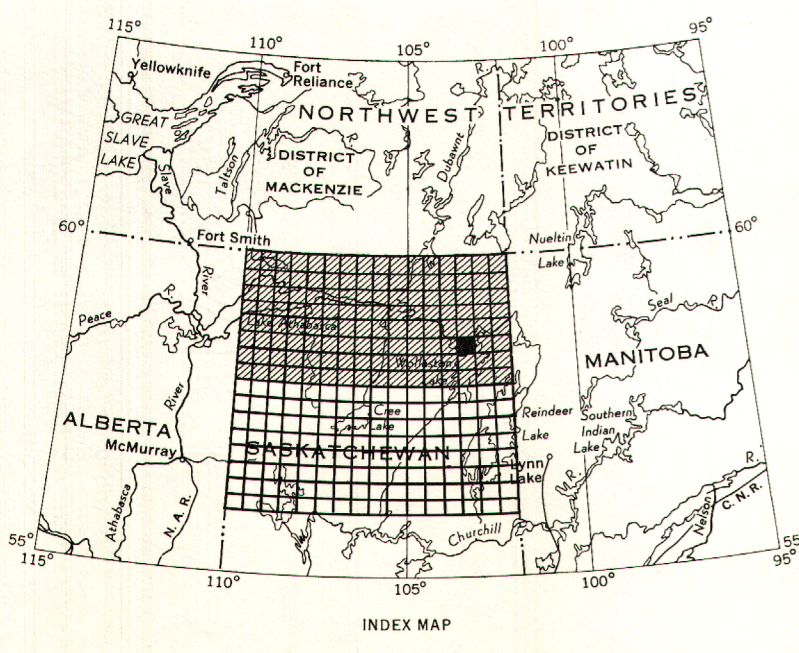 115°
110°
105°
100°
95°
Yellowknife
Fort
Reliance
R.
NORTHWEST TERRITORIES
GREAT
SLAVE
LAKE
Slave
Taltson
DISTRICT
OF
MACKENZIE
Dubawnt
DISTRICT
OF
KEEWATIN
60°
Fort Smith
Nueltin
Lake
60°
River
Peace R.
Lake Athabasca
Wollaston
Lake
Seal R.
MANITOBA
River
ALBERTA
McMurray
Cree
Lake
SASKATCHEWAN
Reindeer
Lake
Southern
Indian
Lake
Lynn
Lake
R.
R.
Athabasca
N. A. R.
Churchill
Nelson
C. N. R.
55°
115°
110°
105°
100°
55
95°
INDEX MAP